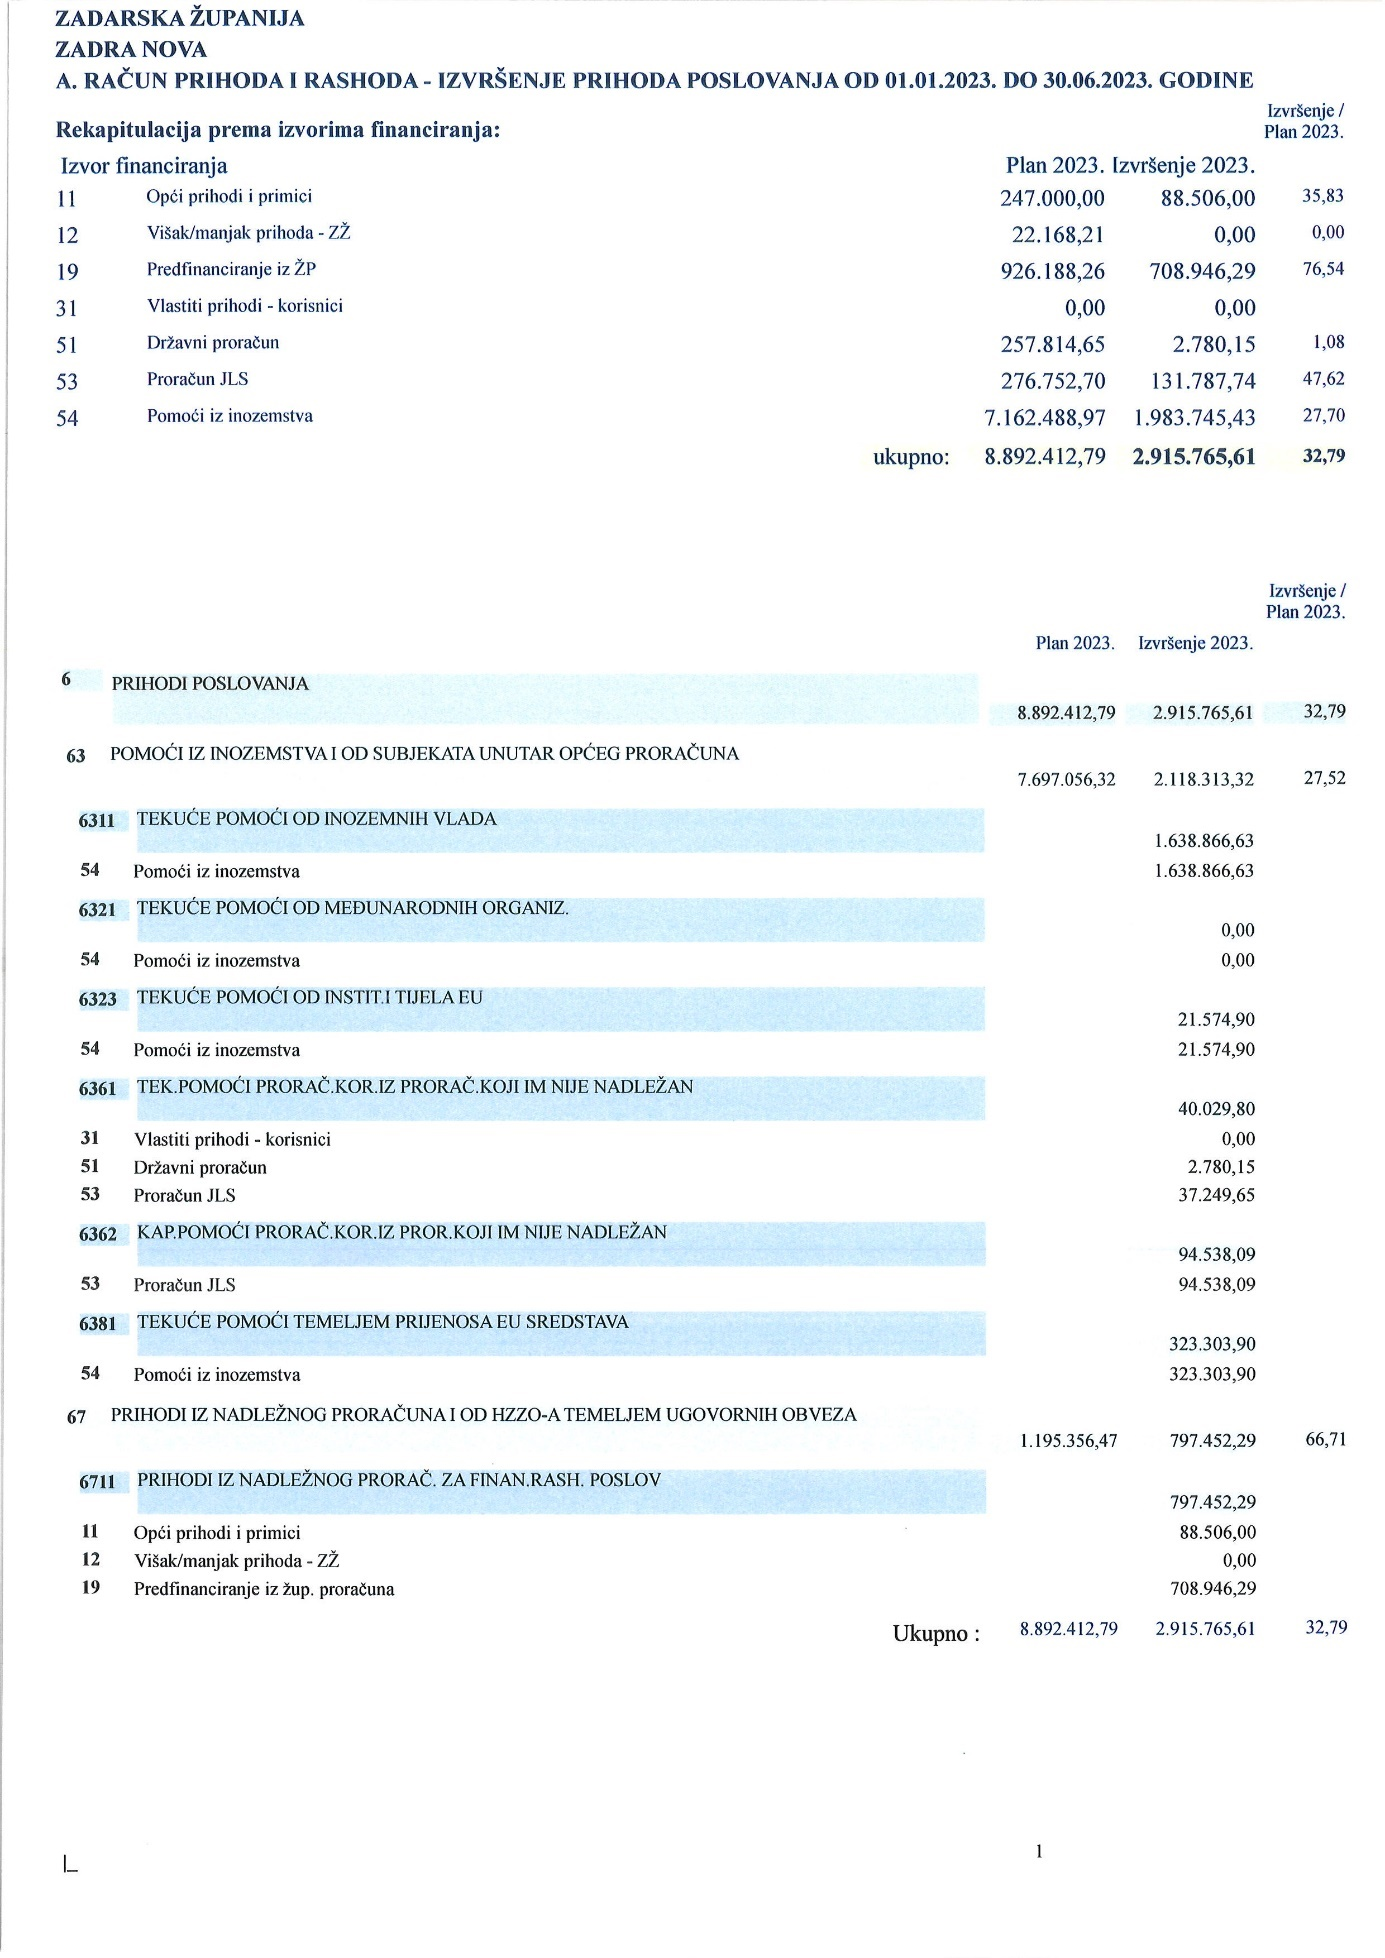 ZADARSKA ŽUPANIJA
ZADRA NOVA
A. RAČUN PRIHODA I RASHODA - IZVRŠENJE PRIHODA POSLOVANJA OD 01.01.2023. DO 30.06.2023. GODINE
Rekapitulacija prema izvorima financiranja:
Izvršenje /
Plan 2023.
Izvor financiranja Plan 2023. Izvršenje 2023.
11 Opći prihodi i primici 247.000,00 88.506,00 35,83
12 Višak/manjak prihoda - ZŽ 22.168,21 0,00 0,00
19 Predfinanciranje iz ŽP 926.188,26 708.946,29 76,54
31 Vlastiti prihodi - korisnici 0,00 0,00
51 Državni proračun 257.814,65 2.780,15 1,08
53 Proračun JLS 276.752,70 131.787,74 47,62
54 Pomoći iz inozemstva 7.162.488,97 1.983.745,43 27,70
ukupno: 8.892.412,79 2.915.765,61 32,79
Izvršenje /
Plan 2023.
Plan 2023. Izvršenje 2023.
6 PRIHODI POSLOVANJA
8.892.412,79 2.915.765,61 32,79
63 POMOĆI IZ INOZEMSTVA I OD SUBJEKATA UNUTAR OPĆEG PRORAČUNA
7.697.056,32 2.118.313,32 27,52
6311 TEKUĆE POMOĆI OD INOZEMNIH VLADA
1.638.866,63
54 Pomoći iz inozemstva 1.638.866,63
6321 TEKUĆE POMOĆI OD MEĐUNARODNIH ORGANIZ.
0,00
54 Pomoći iz inozemstva 0,00
6323 TEKUĆE POMOĆI OD INSTIT.I TIJELA EU
21.574,90
54 Pomoći iz inozemstva 21.574,90
6361 TEK.POMOĆI PRORAČ.KOR.IZ PRORAČ.KOJI IM NIJE NADLEŽAN
40.029,80
31 Vlastiti prihodi - korisnici 0,00
51 Državni proračun 2.780,15
53 Proračun JLS 37.249,65
6362 KAP.POMOĆI PRORAČ.KOR.IZ PROR.KOJI IM NIJE NADLEŽAN
94.538,09
53 Proračun JLS 94.538,09
6381 TEKUĆE POMOĆI TEMELJEM PRIJENOSA EU SREDSTAVA
323.303,90
54 Pomoći iz inozemstva 323.303,90
67 PRIHODI IZ NADLEŽNOG PRORAČUNA I OD HZZO-A TEMELJEM UGOVORNIH OBVEZA
1.195.356,47 797.452,29 66,71
6711 PRIHODI IZ NADLEŽNOG PRORAČ. ZA FINAN.RASH. POSLOV
797.452,29
11 Opći prihodi i primici 88.506,00
12 Višak/manjak prihoda - ZŽ 0,00
19 Predfinanciranje iz žup. proračuna 708.946,29
Ukupno : 8.892.412,79 2.915.765,61 32,79
1